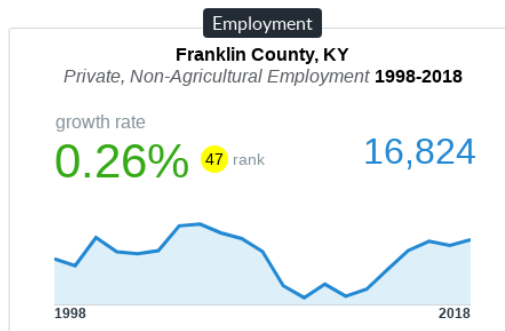 Employment
Franklin County, KY
Private, Non-Agricultural Employment 1998-2018
growth rate
0.26% 47 rank 16,824
1998 2018